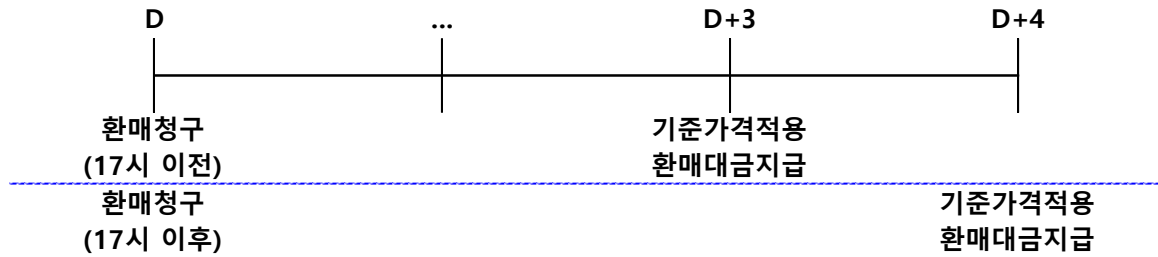 D ... D+3 D+4
환매청구 기준가격적용
(17시 이전) 환매대금지급
환매청구 기준가격적용
(17시 이후) 환매대금지급